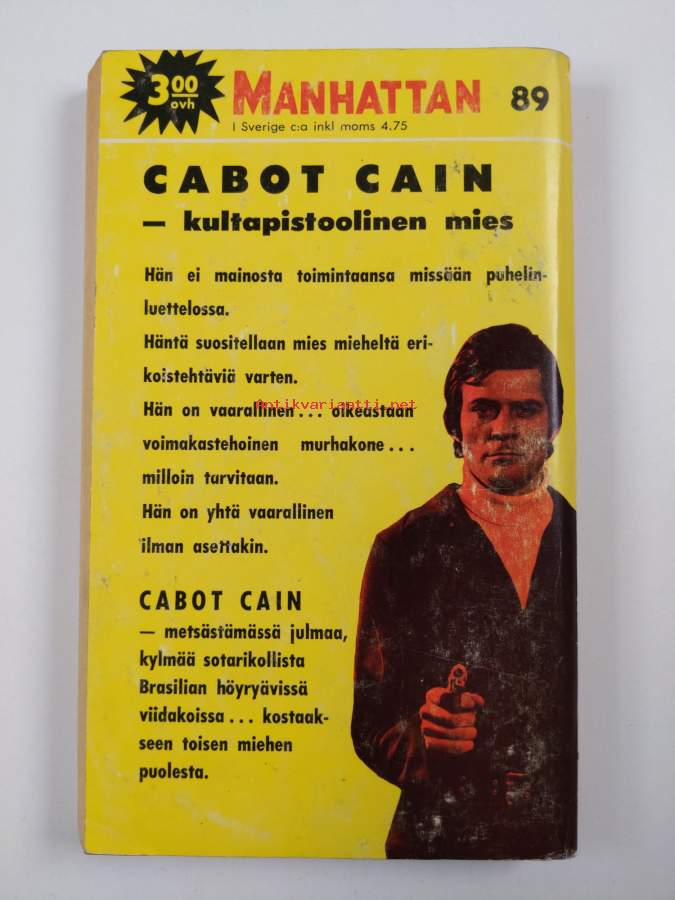 3 00
ovh
MANHATTAN 89
I Sverige c:a inkl moms 4.75
CABOT CAIN
— kultapistoolinen mies
Hän ei mainosta toimintaansa missään puhelin-
luettelossa.
Häntä suositellaan mies mieheltä eri-
koistehtäviä varten.
Antikvariaatti.net
Hän on vaarallinen... oikeastaan
voimakastehoinen murhakone...
milloin tarvitaan.
Hän on yhtä vaarallinen
ilman asettakin.
CABOT CAIN
— metsästämässä julmaa,
kylmää sotarikollista
Brasilian höyryävissä
viidakoissa... kostaak-
seen toisen miehen
puolesta.